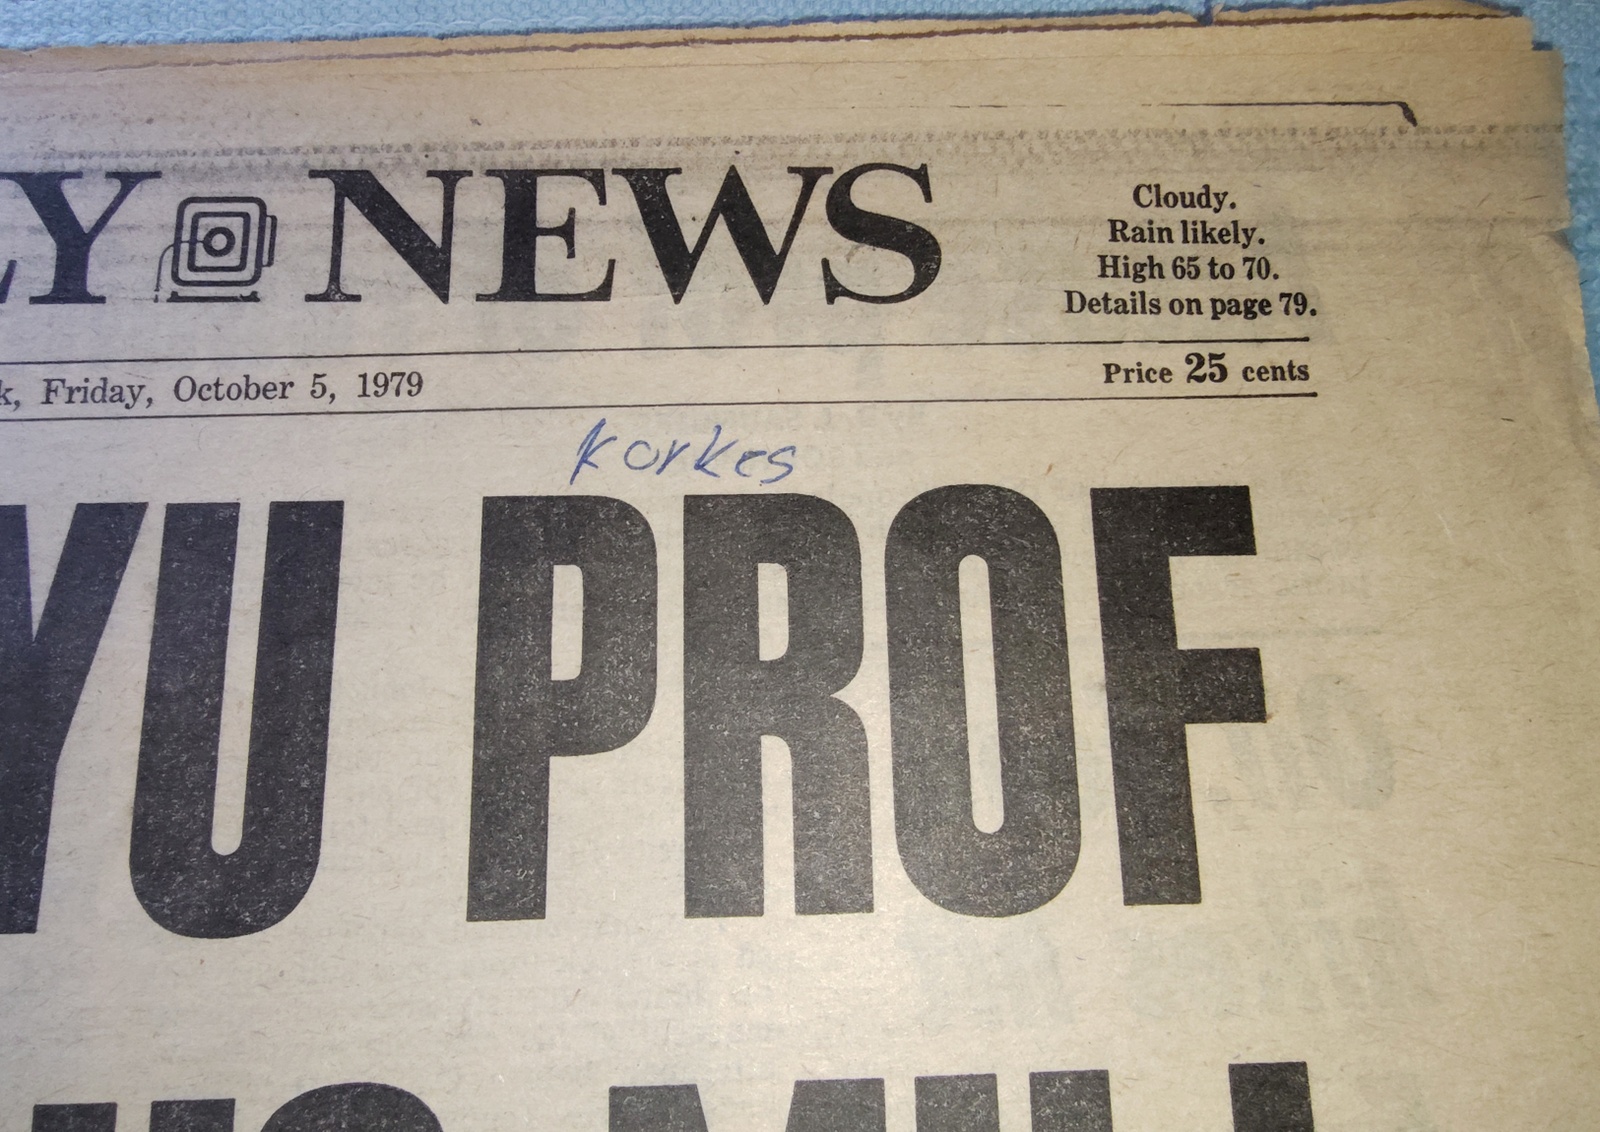 LY NEWS
Cloudy.
Rain likely.
High 65 to 70.
Details on page 79.
k, Friday, October 5, 1979
Price 25 cents
Korkes
YU PROF